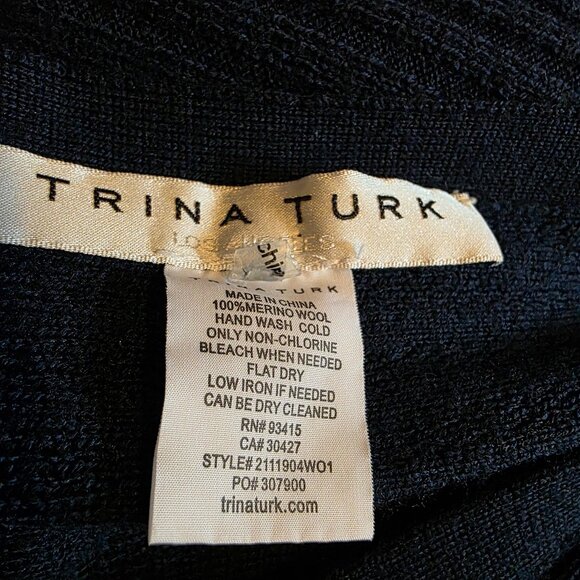 TRINA TURK
LOS ANGELES
TRINA TURK
MADE IN CHINA
100%MERINO WOOL
HAND WASH COLD
ONLY NON-CHLORINE
BLEACH WHEN NEEDED
FLAT DRY
LOW IRON IF NEEDED
CAN BE DRY CLEANED
RN# 93415
CA# 30427
STYLE# 2111904WO1
PO# 307900
trinaturk.com